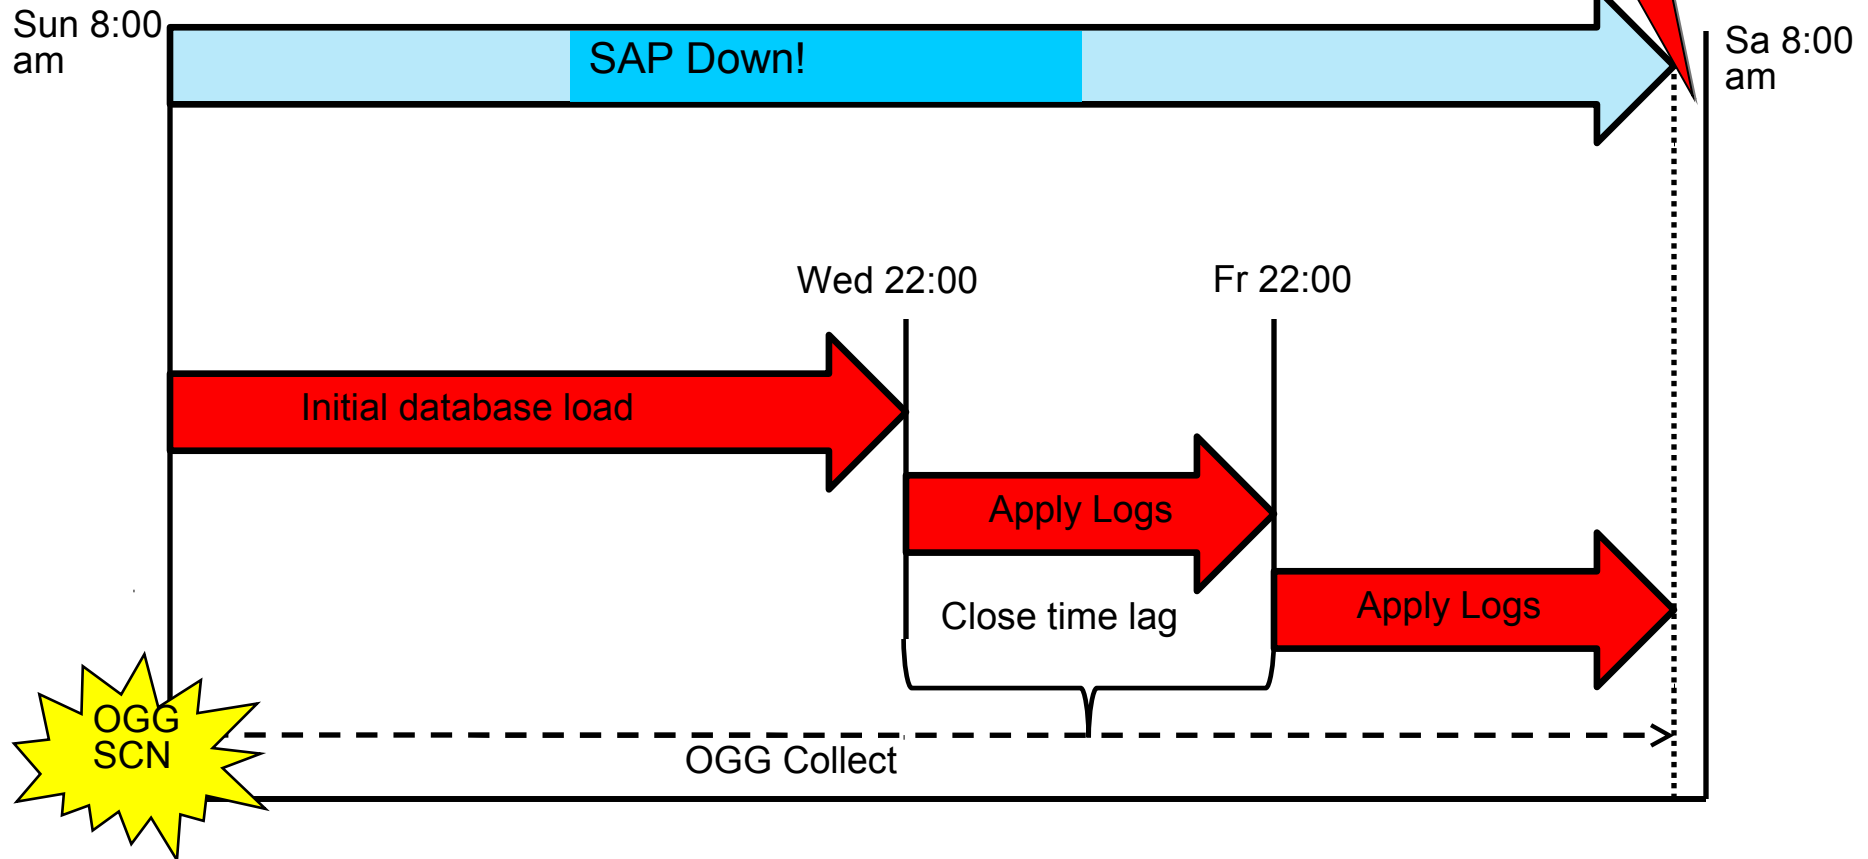 Sun 8:00
am
SAP Down!
Sa 8:00
am
Wed 22:00
Fr 22:00
Initial database load
Apply Logs
Close time lag
Apply Logs
OGG
SCN
OGG Collect